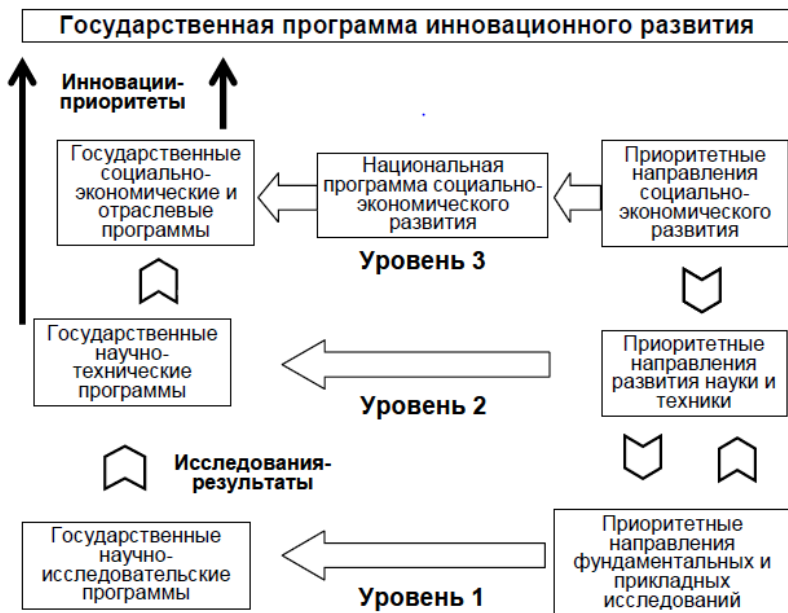 Государственная программа инновационного развития
Инновации-
приоритеты
Государственные
социально-
экономические и
отраслевые
программы
Национальная
программа социально-
экономического
развития
Приоритетные
направления
социально-
экономического
развития
Уровень 3
Государственные
научно-
технические
программы
Приоритетные
направления
развития науки и
техники
Уровень 2
Исследования-
результаты
Государственные
научно-
исследовательские
программы
Приоритетные
направления
фундаментальных и
прикладных
исследований
Уровень 1